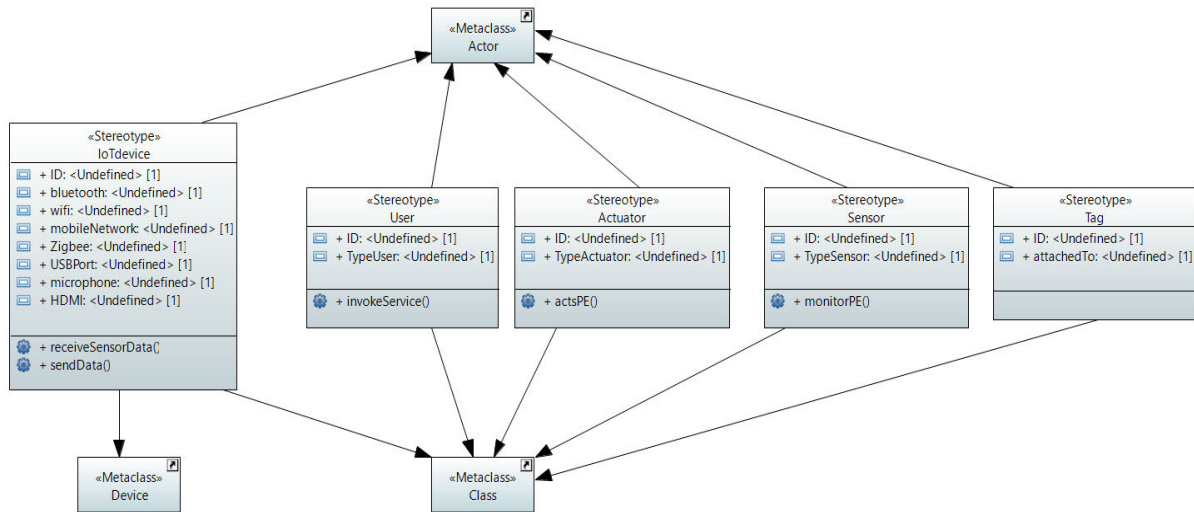 «Metaclass»
Actor
«Stereotype»
IoTdevice
+ ID: <Undefined> [1]
+ bluetooth: <Undefined> [1]
+ wifi: <Undefined> [1]
+ mobileNetwork: <Undefined> [1]
+ Zigbee: <Undefined> [1]
+ USBPort: <Undefined> [1]
+ microphone: <Undefined> [1]
+ HDMI: <Undefined> [1]
+ receiveSensorData()
+ sendData()
«Stereotype»
User
+ ID: <Undefined> [1]
+ TypeUser: <Undefined> [1]
+ invokeService()
«Stereotype»
Actuator
+ ID: <Undefined> [1]
+ TypeActuator: <Undefined> [1]
+ actsPE()
«Stereotype»
Sensor
+ ID: <Undefined> [1]
+ TypeSensor: <Undefined> [1]
+ monitorPE()
«Stereotype»
Tag
+ ID: <Undefined> [1]
+ attachedTo: <Undefined> [1]
«Metaclass»
Device
«Metaclass»
Class